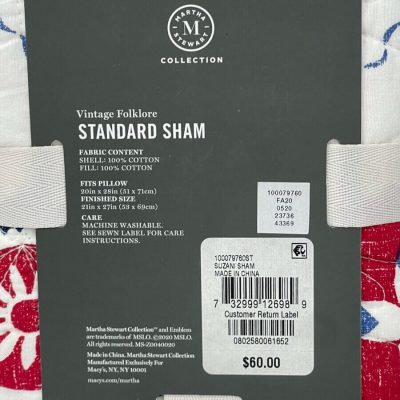 MARTHA
STEWART
M
COLLECTION
Vintage Folklore
STANDARD SHAM
FABRIC CONTENT
SHELL: 100% COTTON
FILL: 100% COTTON
FITS PILLOW
20in x 28in (51 x 71cm)
FINISHED SIZE
21in x 27in (53 x 69cm)
CARE
MACHINE WASHABLE.
SEE SEWN LABEL FOR CARE
INSTRUCTIONS.
100079760
FA20
0520
23736
43369
100079760ST
SUZANI SHAM
MADE IN CHINA
7 32999 12698 9
Customer Return Label
0802580061652
$60.00
Martha Stewart Collection™ and Emblem
are trademarks of MSLO. ©2020 MSLO.
All rights reserved. MS-Z0040020
Made in China. Martha Stewart Collection
Manufactured Exclusively For
Macy's, NY, NY 10001
macys.com/martha